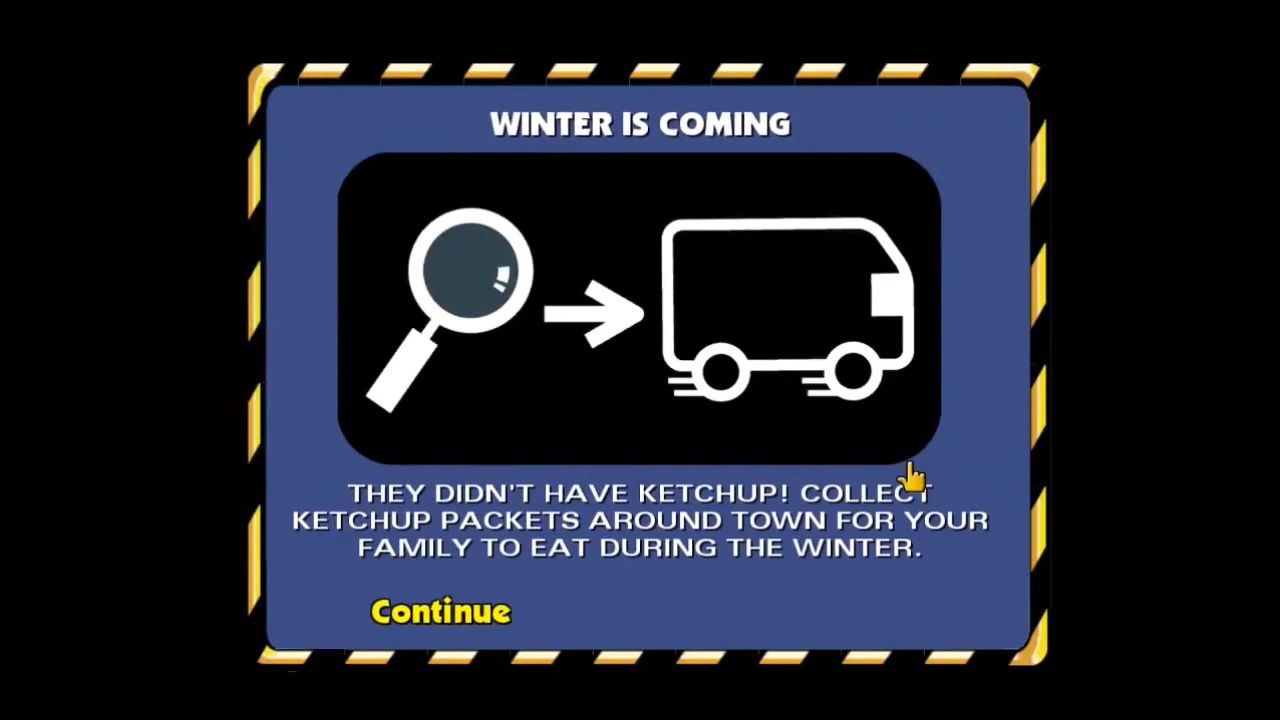 WINTER IS COMING
THEY DIDN'T HAVE KETCHUP! COLLECT
KETCHUP PACKETS AROUND TOWN FOR YOUR
FAMILY TO EAT DURING THE WINTER.
Continue